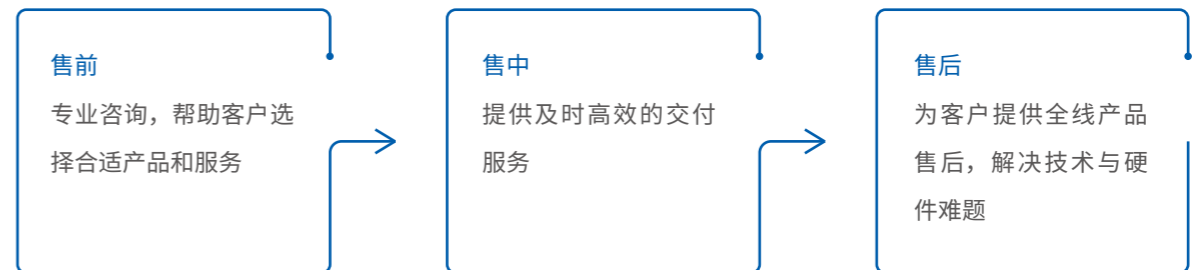 售前
专业咨询，帮助客户选
择合适产品和服务
售中
提供及时高效的交付
服务
售后
为客户提供全线产品
售后，解决技术与硬
件难题